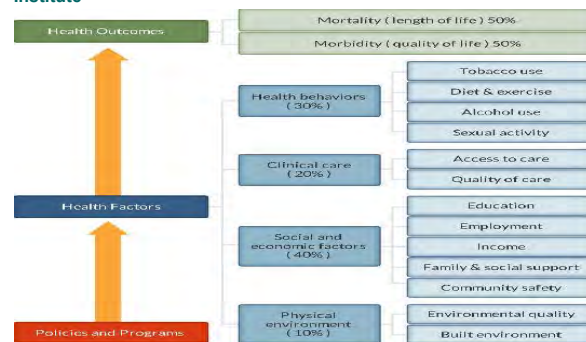 Institute
Health Outcomes
Mortality (length of life) 50%
Morbidity (quality of life) 50%
Health Factors
Health behaviors
(30%)
Tobacco use
Diet & exercise
Alcohol use
Sexual activity
Clinical care
(20%)
Access to care
Quality of care
Social and
economic factors
(40%)
Education
Employment
Income
Family & social support
Community safety
Policies and Programs
Physical
environment
(10%)
Environmental quality
Built environment